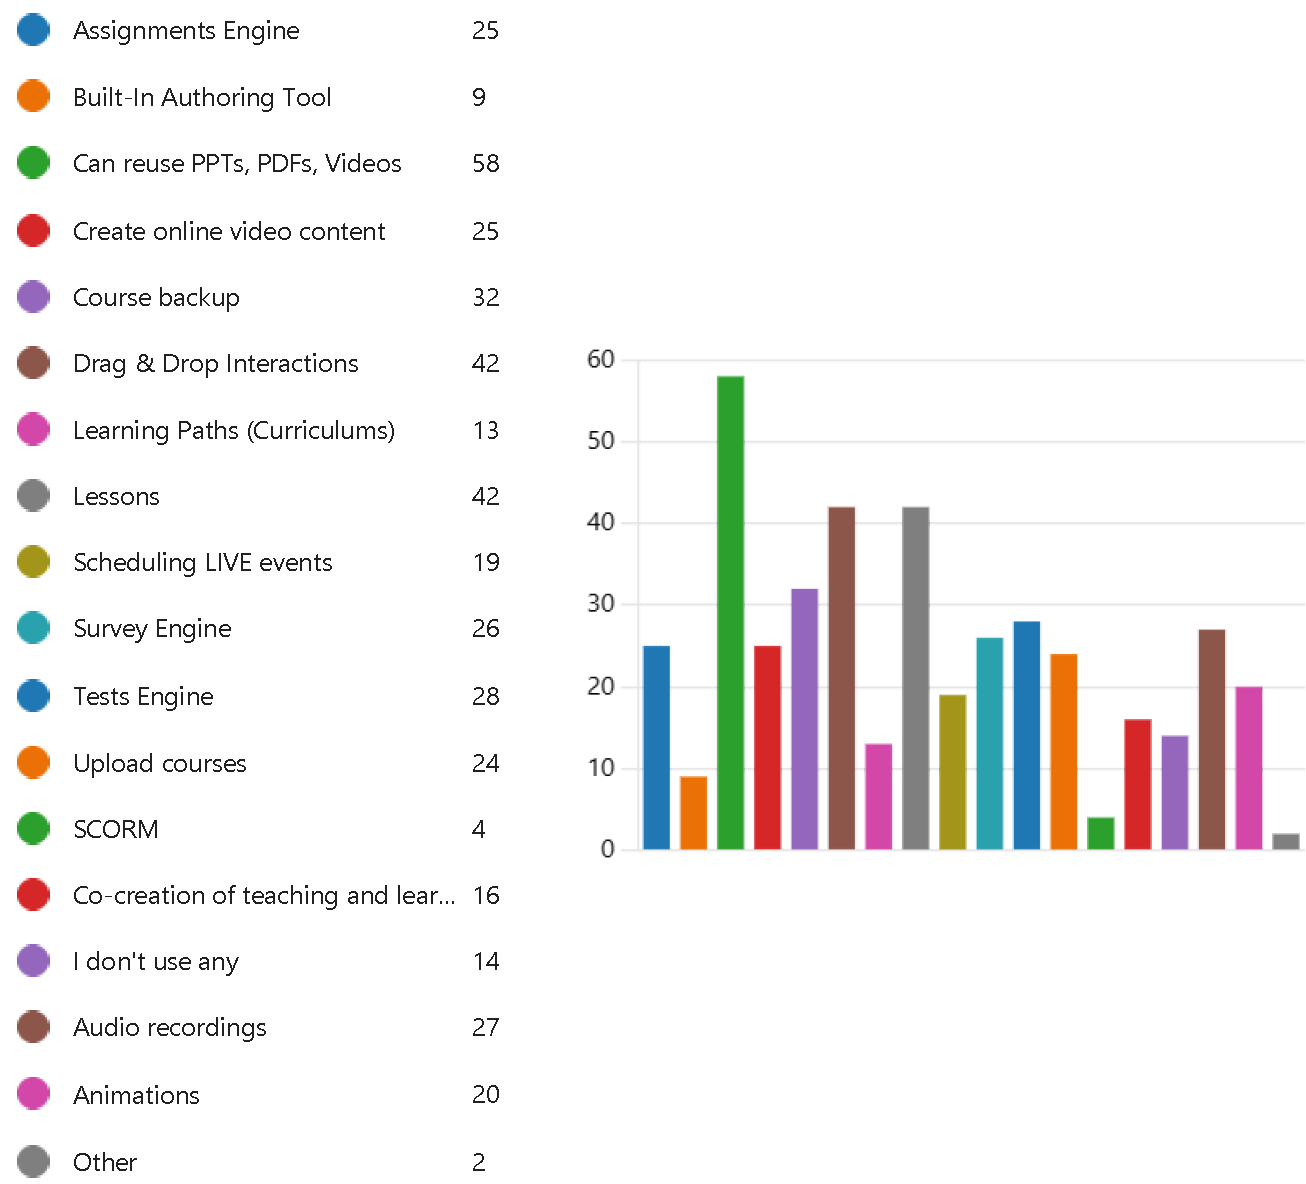 Assignments Engine 25
Built-In Authoring Tool 9
Can reuse PPTs, PDFs, Videos 58
Create online video content 25
Course backup 32
Drag & Drop Interactions 42
Learning Paths (Curriculums) 13
Lessons 42
Scheduling LIVE events 19
Survey Engine 26
Tests Engine 28
Upload courses 24
SCORM 4
Co-creation of teaching and lear... 16
I don't use any 14
Audio recordings 27
Animations 20
Other 2
60
50
40
30
20
10
0